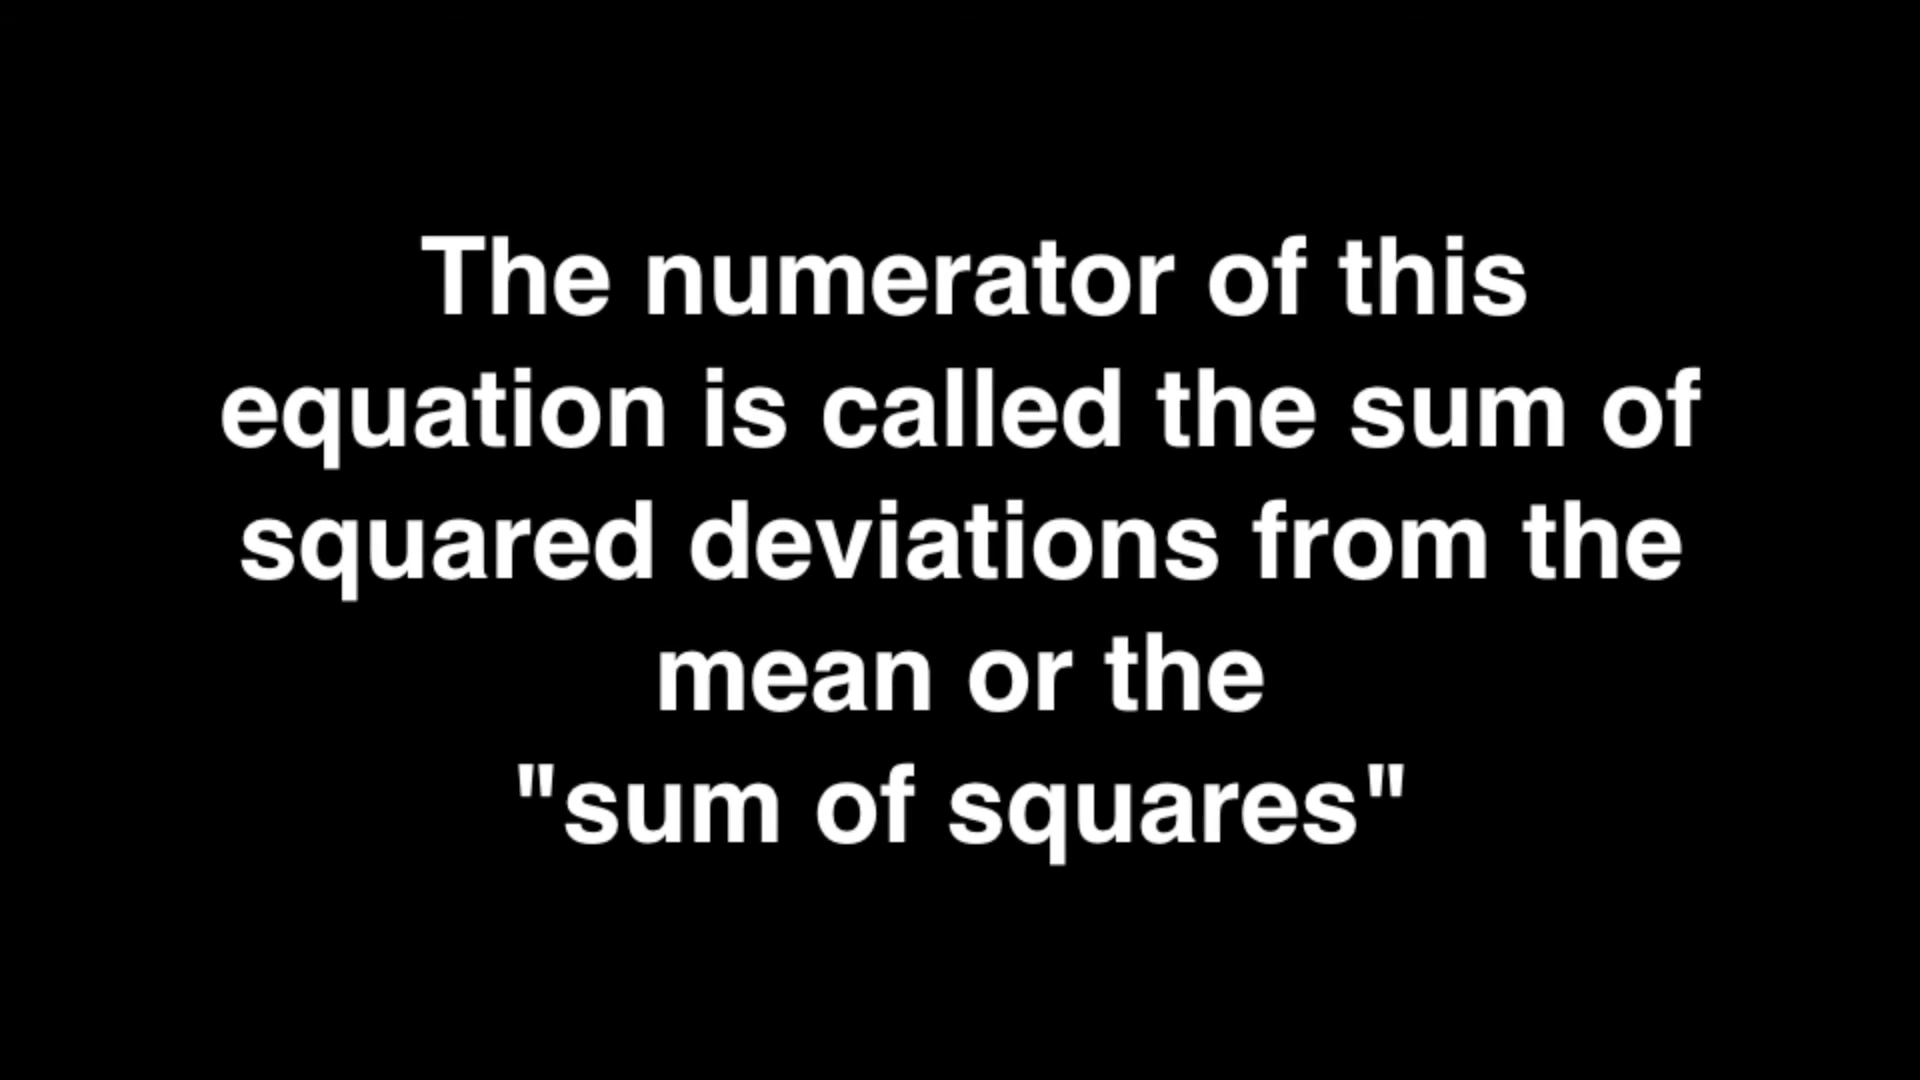 The numerator of this
equation is called the sum of
squared deviations from the
mean or the
"sum of squares"